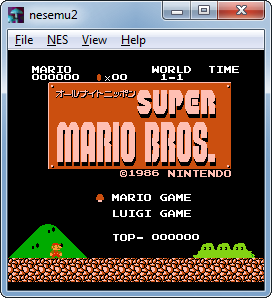 nesemu2
File NES View Help
MARIO WORLD TIME
000000 ×00 1-1
オールナイトニッポン
SUPER
MARIO BROS.
©1986 NINTENDO
MARIO GAME
LUIGI GAME
TOP- 000000